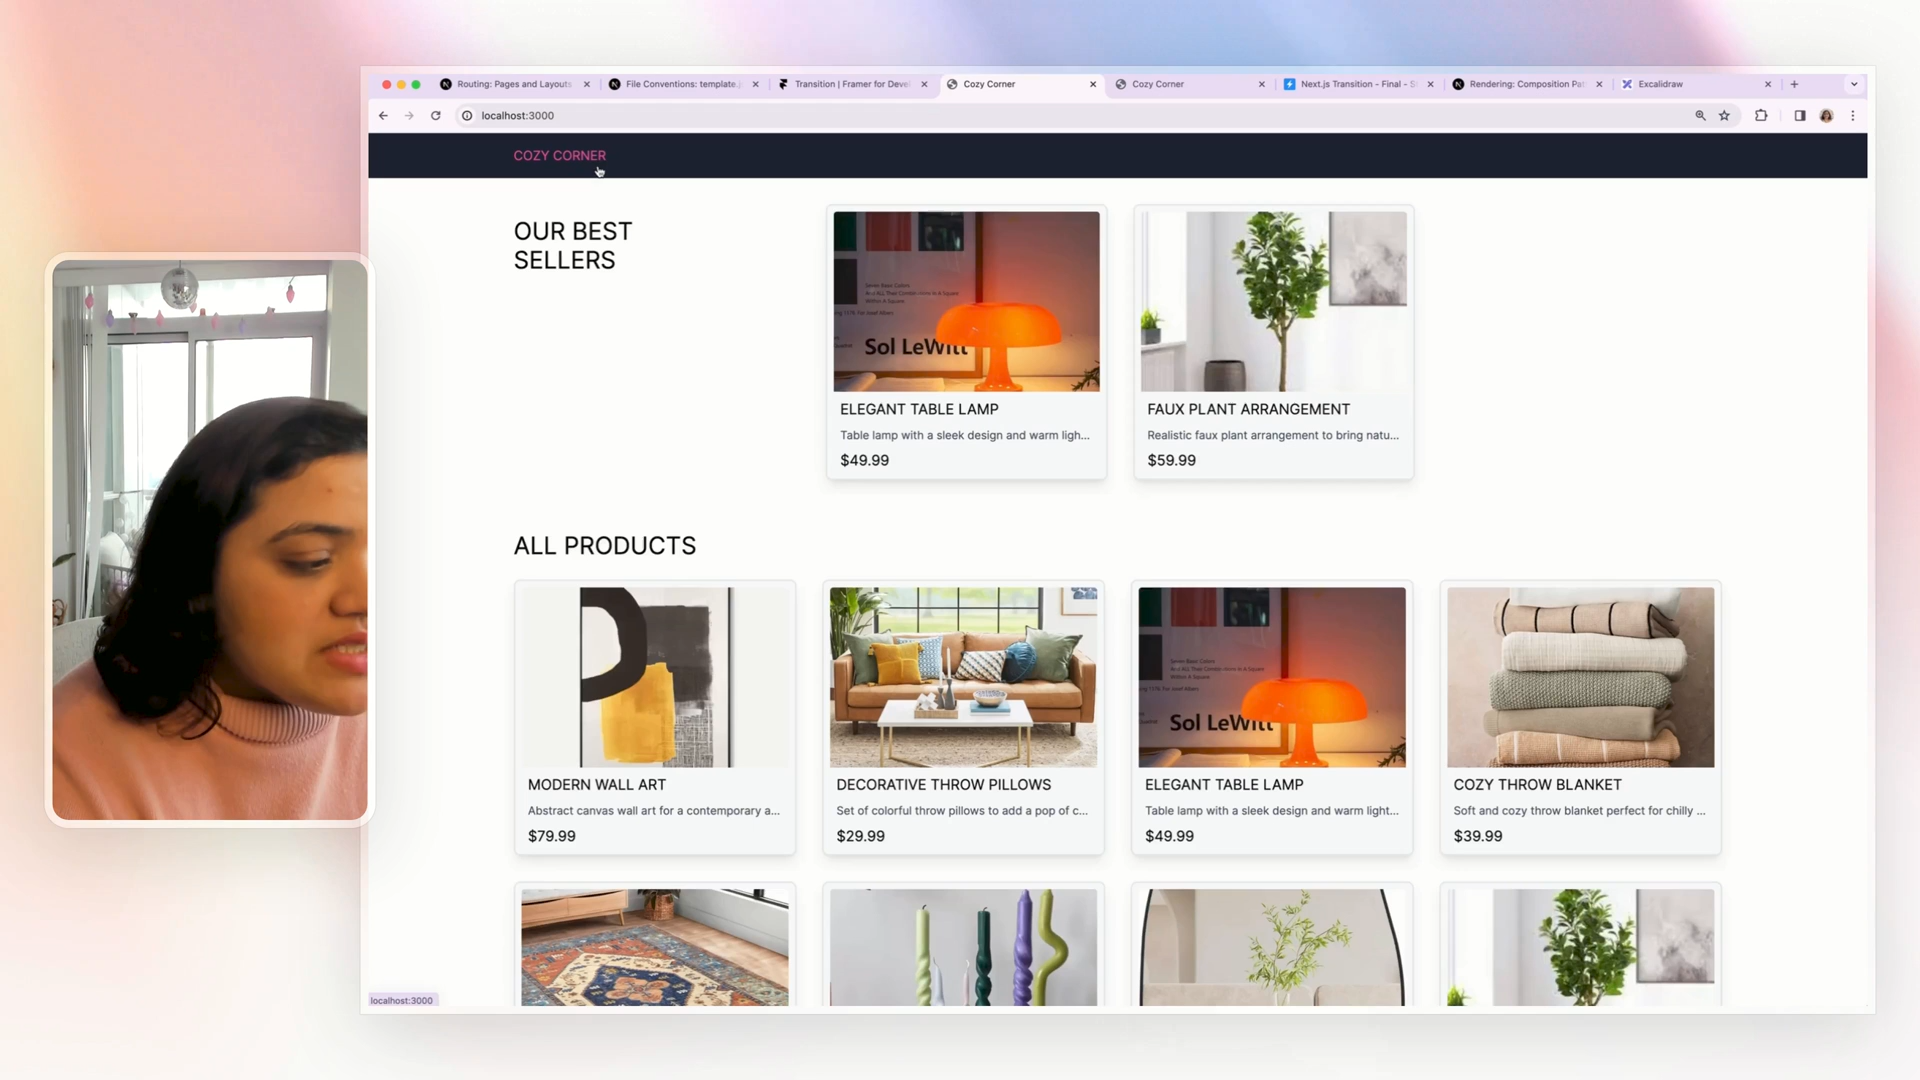 Routing: Pages and Layouts
File Conventions: template.j
Transition | Framer for Devel
Cozy Corner
Cozy Corner
Next.js Transition - Final - S
Rendering: Composition Pat
Excalidraw
localhost:3000
COZY CORNER
OUR BEST
SELLERS
Sol LeWitt
ELEGANT TABLE LAMP
Table lamp with a sleek design and warm ligh...
$49.99
FAUX PLANT ARRANGEMENT
Realistic faux plant arrangement to bring natu...
$59.99
ALL PRODUCTS
MODERN WALL ART
Abstract canvas wall art for a contemporary a...
$79.99
DECORATIVE THROW PILLOWS
Set of colorful throw pillows to add a pop of c...
$29.99
Sol LeWitt
ELEGANT TABLE LAMP
Table lamp with a sleek design and warm light...
$49.99
COZY THROW BLANKET
Soft and cozy throw blanket perfect for chilly ...
$39.99
localhost:3000